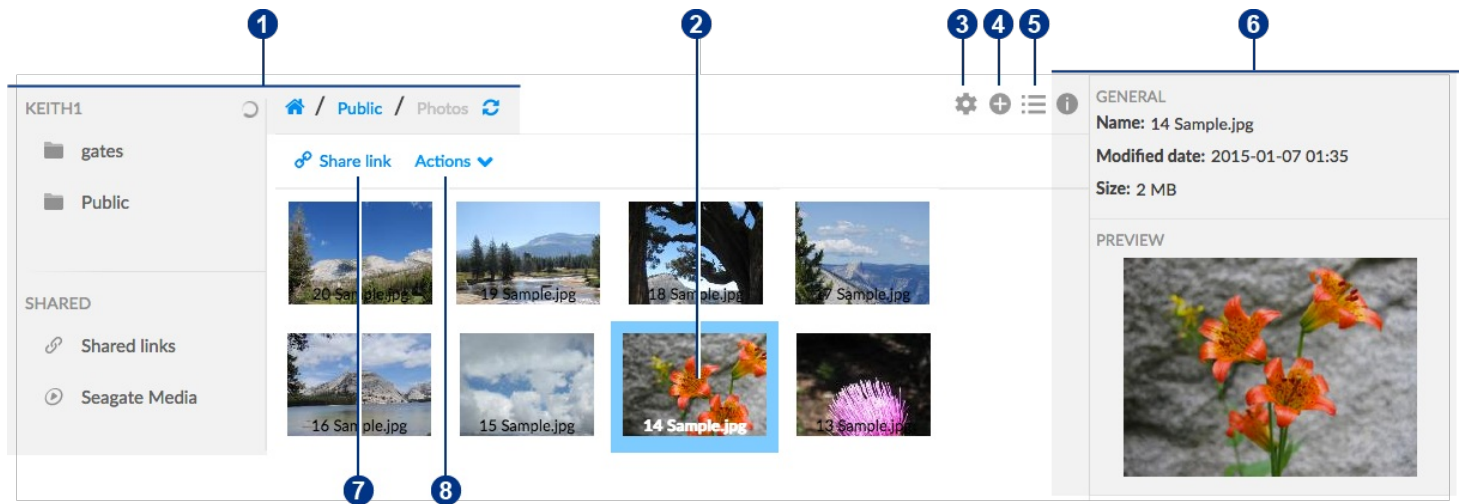 1 2 3 4 5 6
KEITH1
gates
Public
SHARED
Shared links
Seagate Media
/ Public / Photos
Share link Actions
20 Sample.jpg 19 Sample.jpg 18 Sample.jpg 17 Sample.jpg
16 Sample.jpg 15 Sample.jpg 14 Sample.jpg 13 Sample.jpg
GENERAL
Name: 14 Sample.jpg
Modified date: 2015-01-07 01:35
Size: 2 MB
PREVIEW
7 8